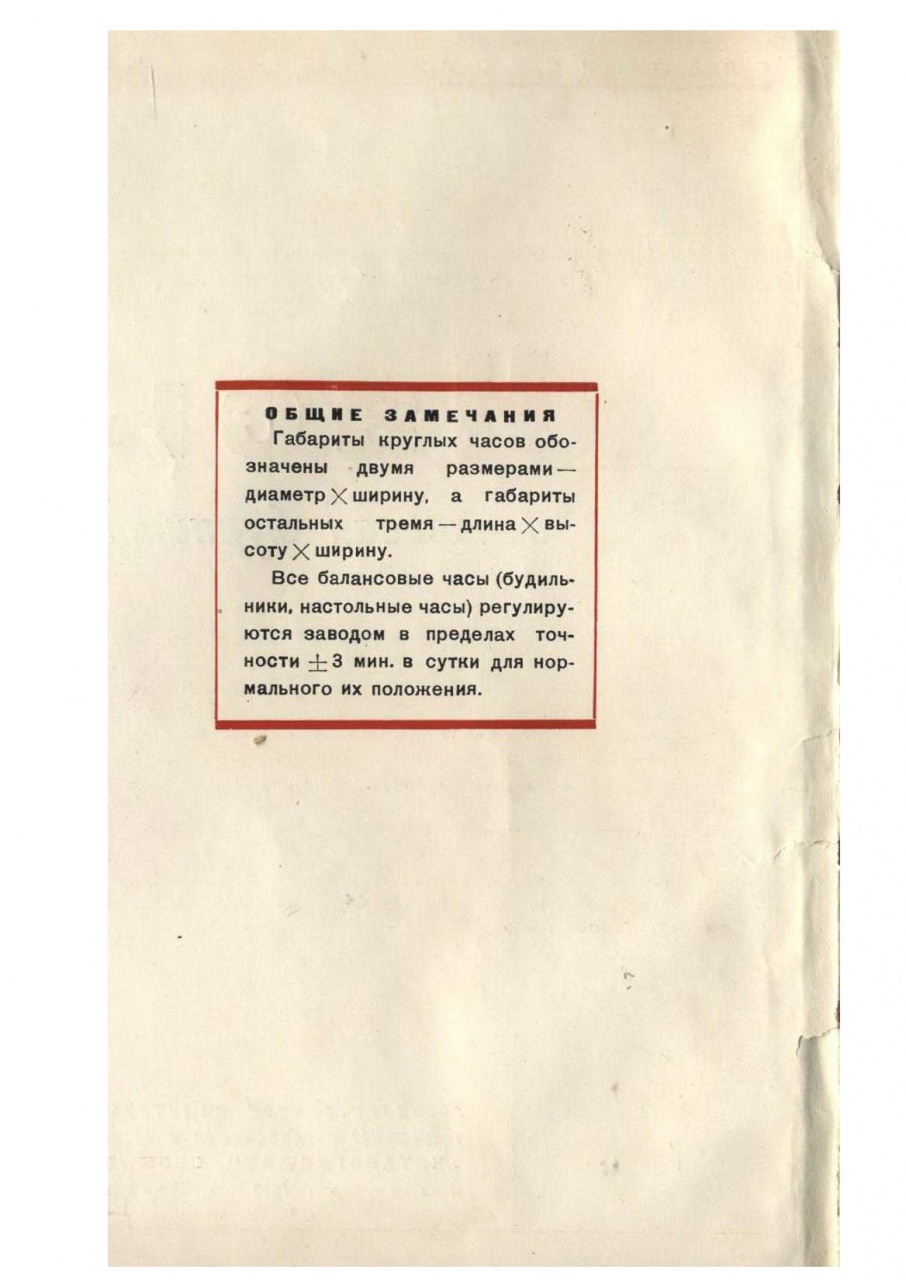 ОБЩИЕ ЗАМЕЧАНИЯ
Габариты круглых часов обо-
значены двумя размерами —
диаметр × ширину, а габариты
остальных тремя — длина × вы-
соту × ширину.
Все балансовые часы (будиль-
ники, настольные часы) регулиру-
ются заводом в пределах точ-
ности ±3 мин. в сутки для нор-
мального их положения.